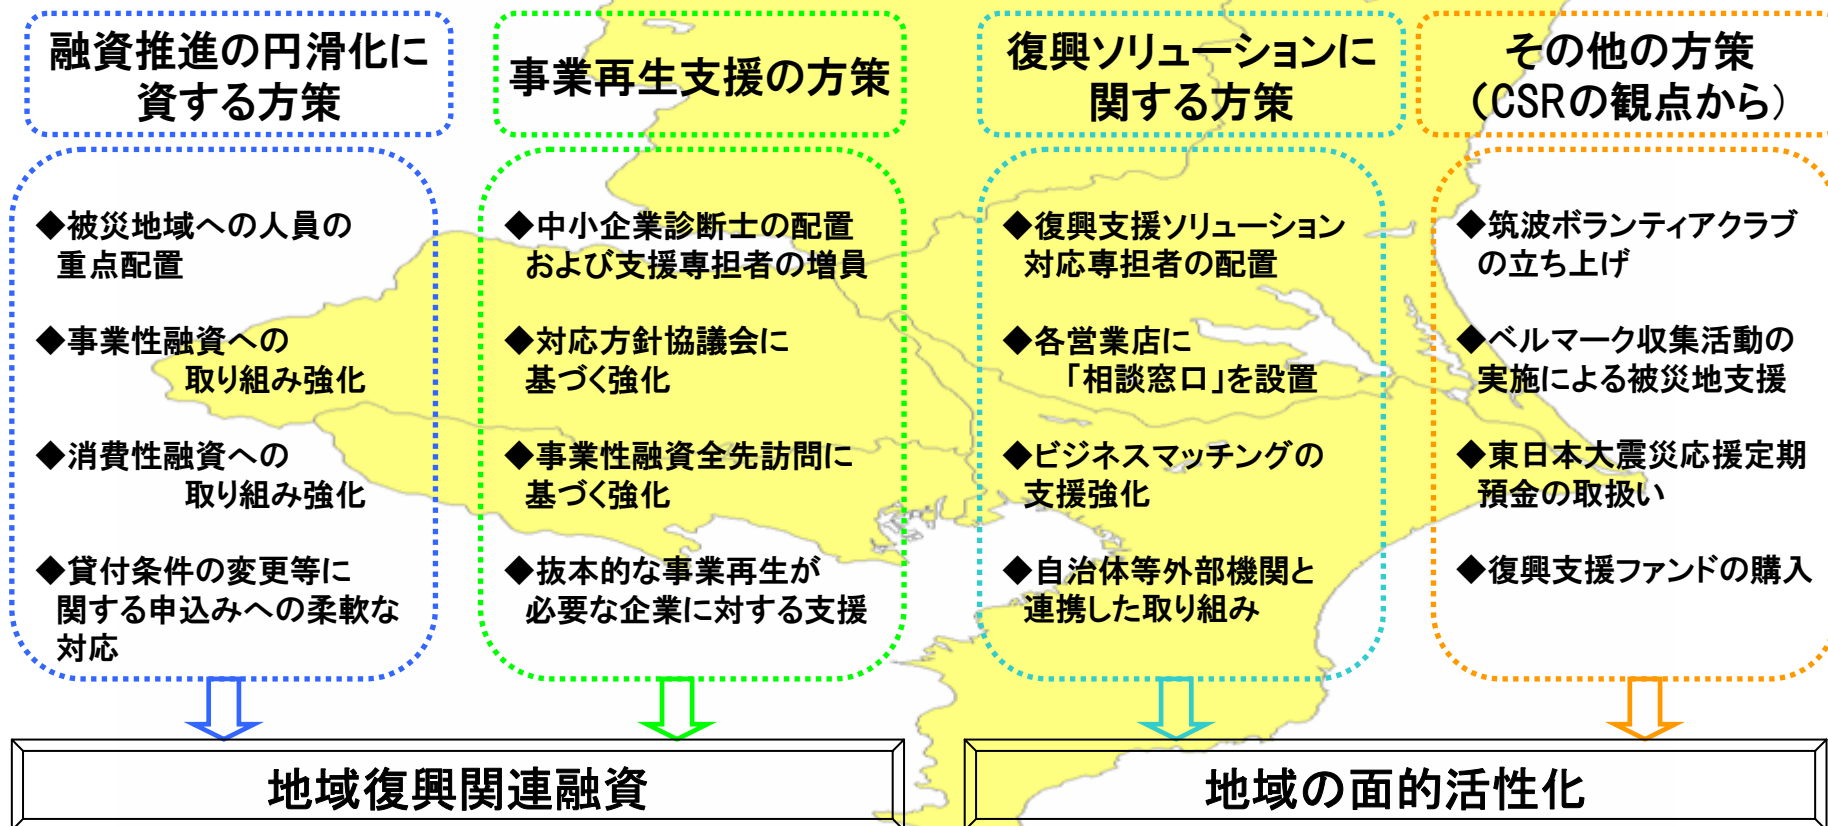 融資推進の円滑化に
資する方策
◆被災地域への人員の
重点配置
◆事業性融資への
取り組み強化
◆消費性融資への
取り組み強化
◆貸付条件の変更等に
関する申込みへの柔軟な
対応
事業再生支援の方策
◆中小企業診断士の配置
および支援専担者の増員
◆対応方針協議会に
基づく強化
◆事業性融資全先訪問に
基づく強化
◆抜本的な事業再生が
必要な企業に対する支援
地域復興関連融資
復興ソリューションに
関する方策
◆復興支援ソリューション
対応専担者の配置
◆各営業店に
「相談窓口」を設置
◆ビジネスマッチングの
支援強化
◆自治体等外部機関と
連携した取り組み
その他の方策
（CSRの観点から）
◆筑波ボランティアクラブ
の立ち上げ
◆ベルマーク収集活動の
実施による被災地支援
◆東日本大震災応援定期
預金の取扱い
◆復興支援ファンドの購入
地域の面的活性化